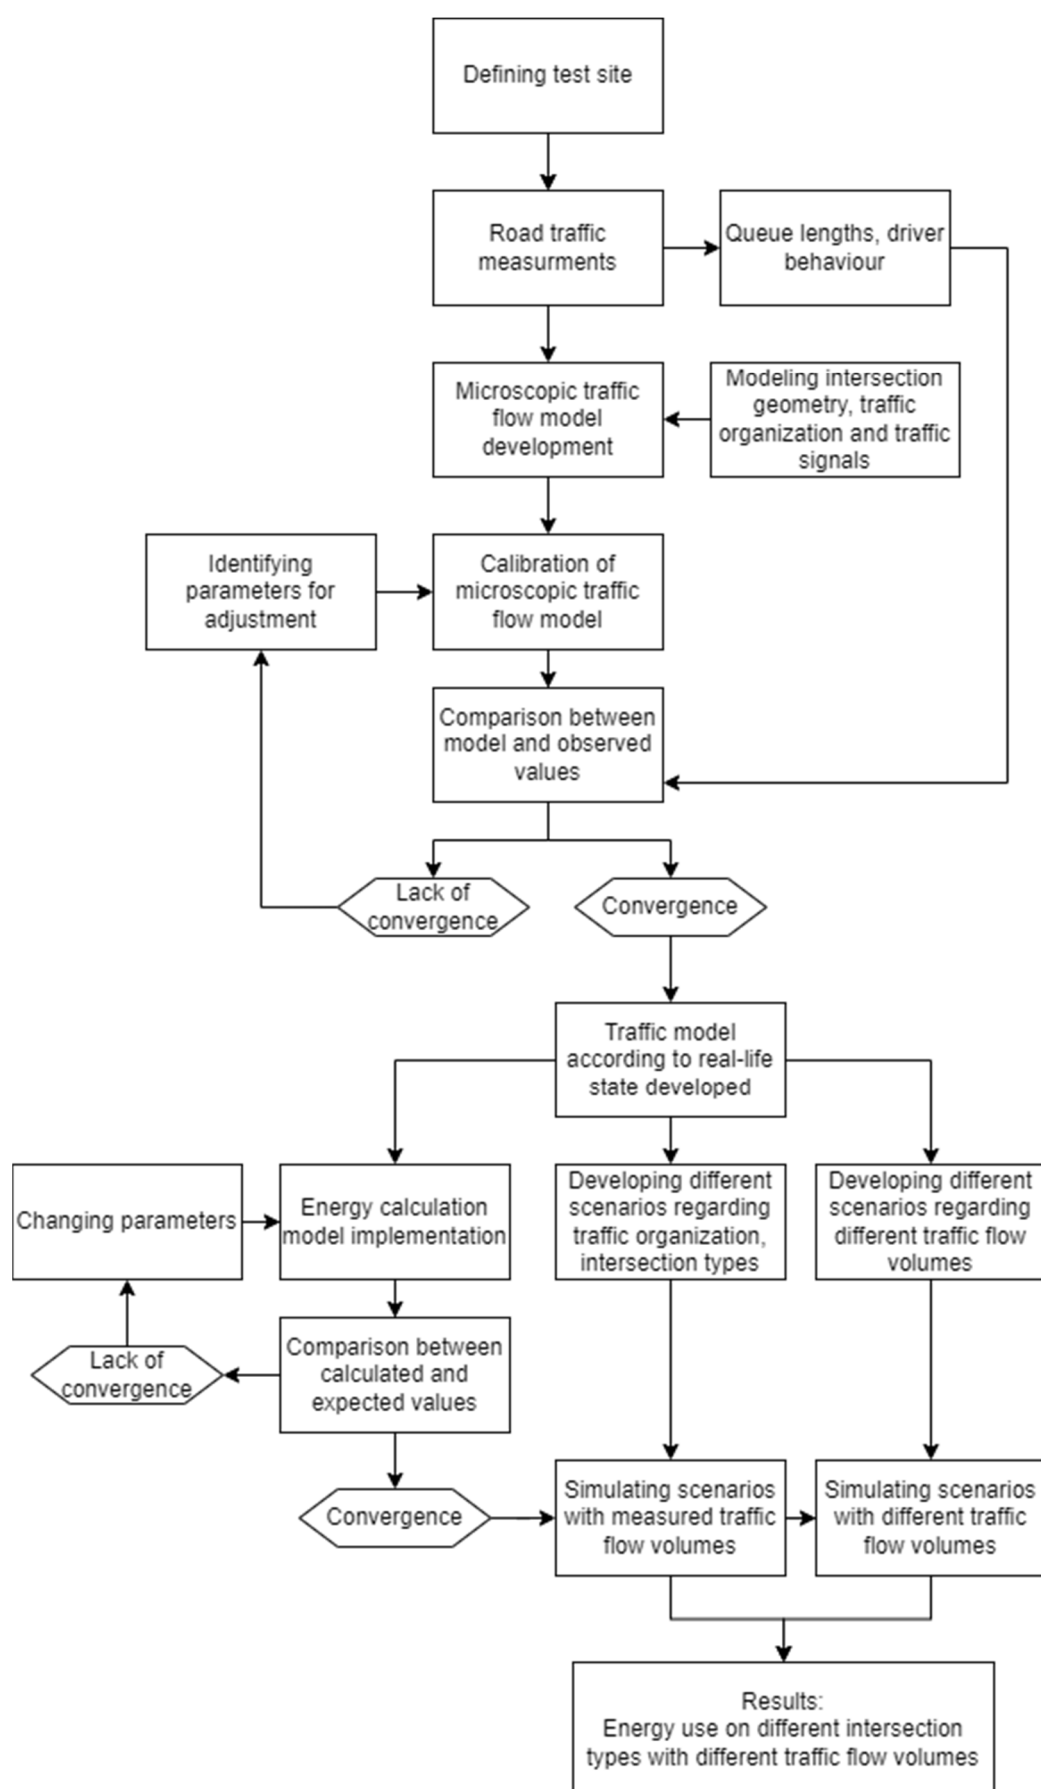 Defining test site
Road traffic
measurments
Queue lengths, driver
behaviour
Microscopic traffic
flow model
development
Modeling intersection
geometry, traffic
organization and traffic
signals
Identifying
parameters for
adjustment
Calibration of
microscopic traffic
flow model
Comparison between
model and observed
values
Lack of
convergence
Convergence
Traffic model
according to real-life
state developed
Changing parameters
Energy calculation
model implementation
Developing different
scenarios regarding
traffic organization,
intersection types
Developing different
scenarios regarding
different traffic flow
volumes
Lack of
convergence
Comparison between
calculated and
expected values
Convergence
Simulating scenarios
with measured traffic
flow volumes
Simulating scenarios
with different traffic
flow volumes
Results:
Energy use on different intersection
types with different traffic flow volumes